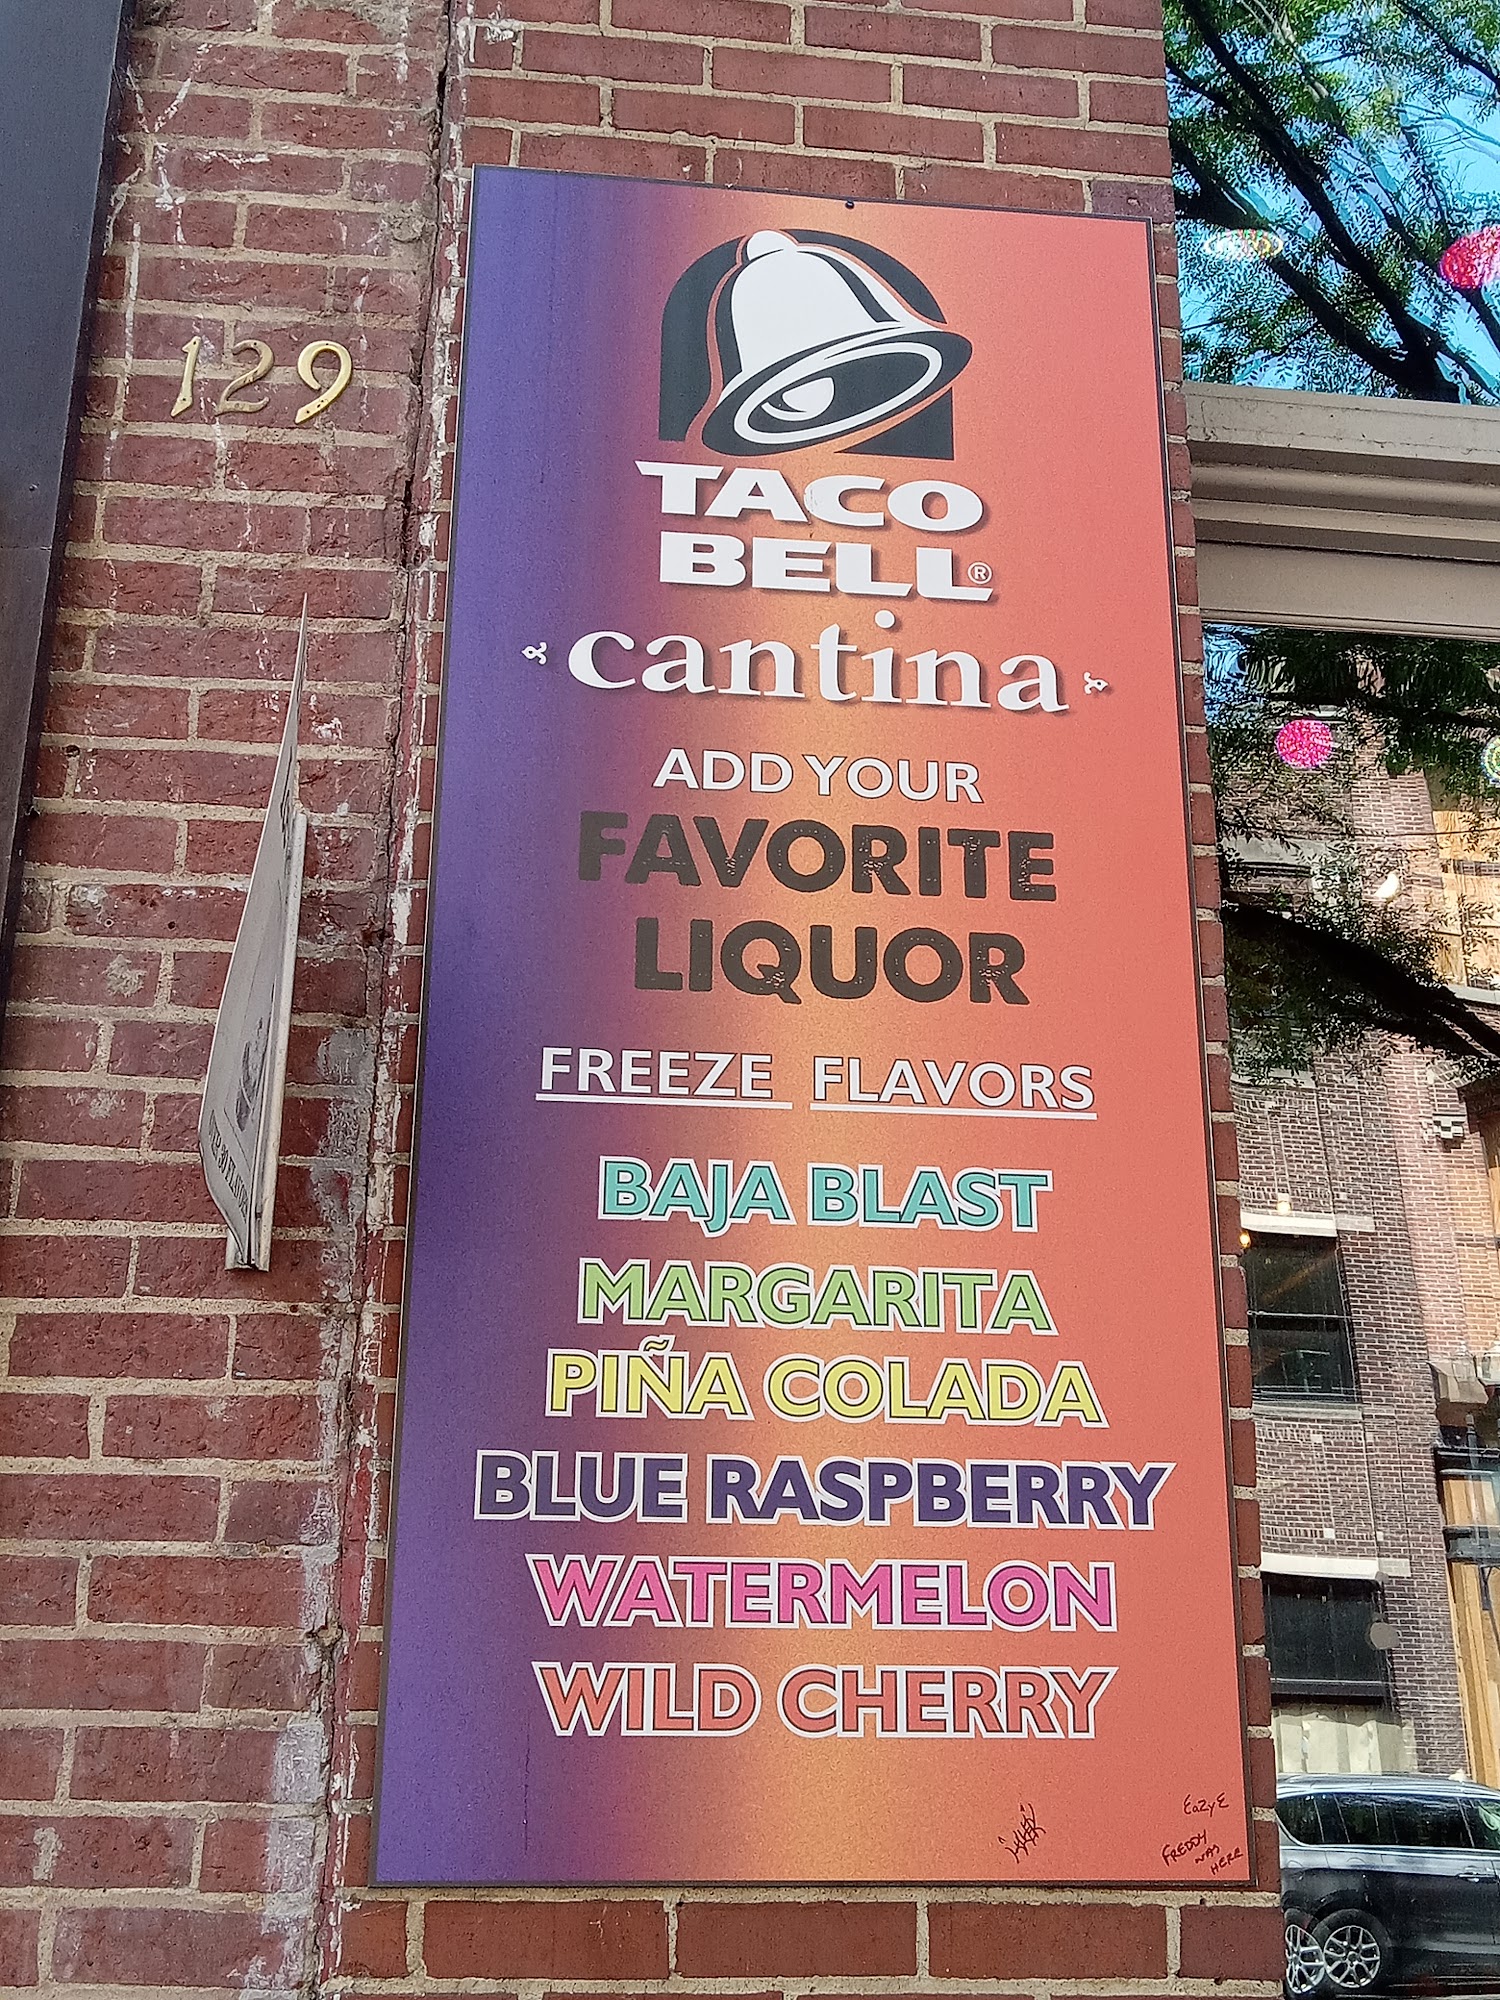 129
TACO
BELL®
cantina
ADD YOUR
FAVORITE
LIQUOR
FREEZE FLAVORS
BAJA BLAST
MARGARITA
PIÑA COLADA
BLUE RASPBERRY
WATERMELON
WILD CHERRY
EaZyE
FREDDY
WAS
HERE